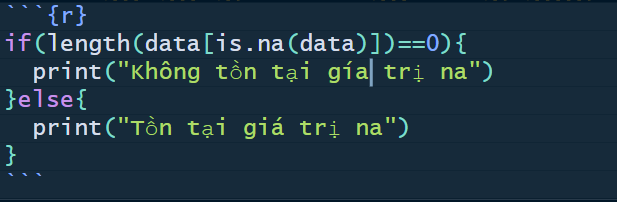 ```{r}
if(length(data[is.na(data)])==0){
  print("Không tồn tại gía trị na")
}else{
  print("Tồn tại giá trị na")
}
```